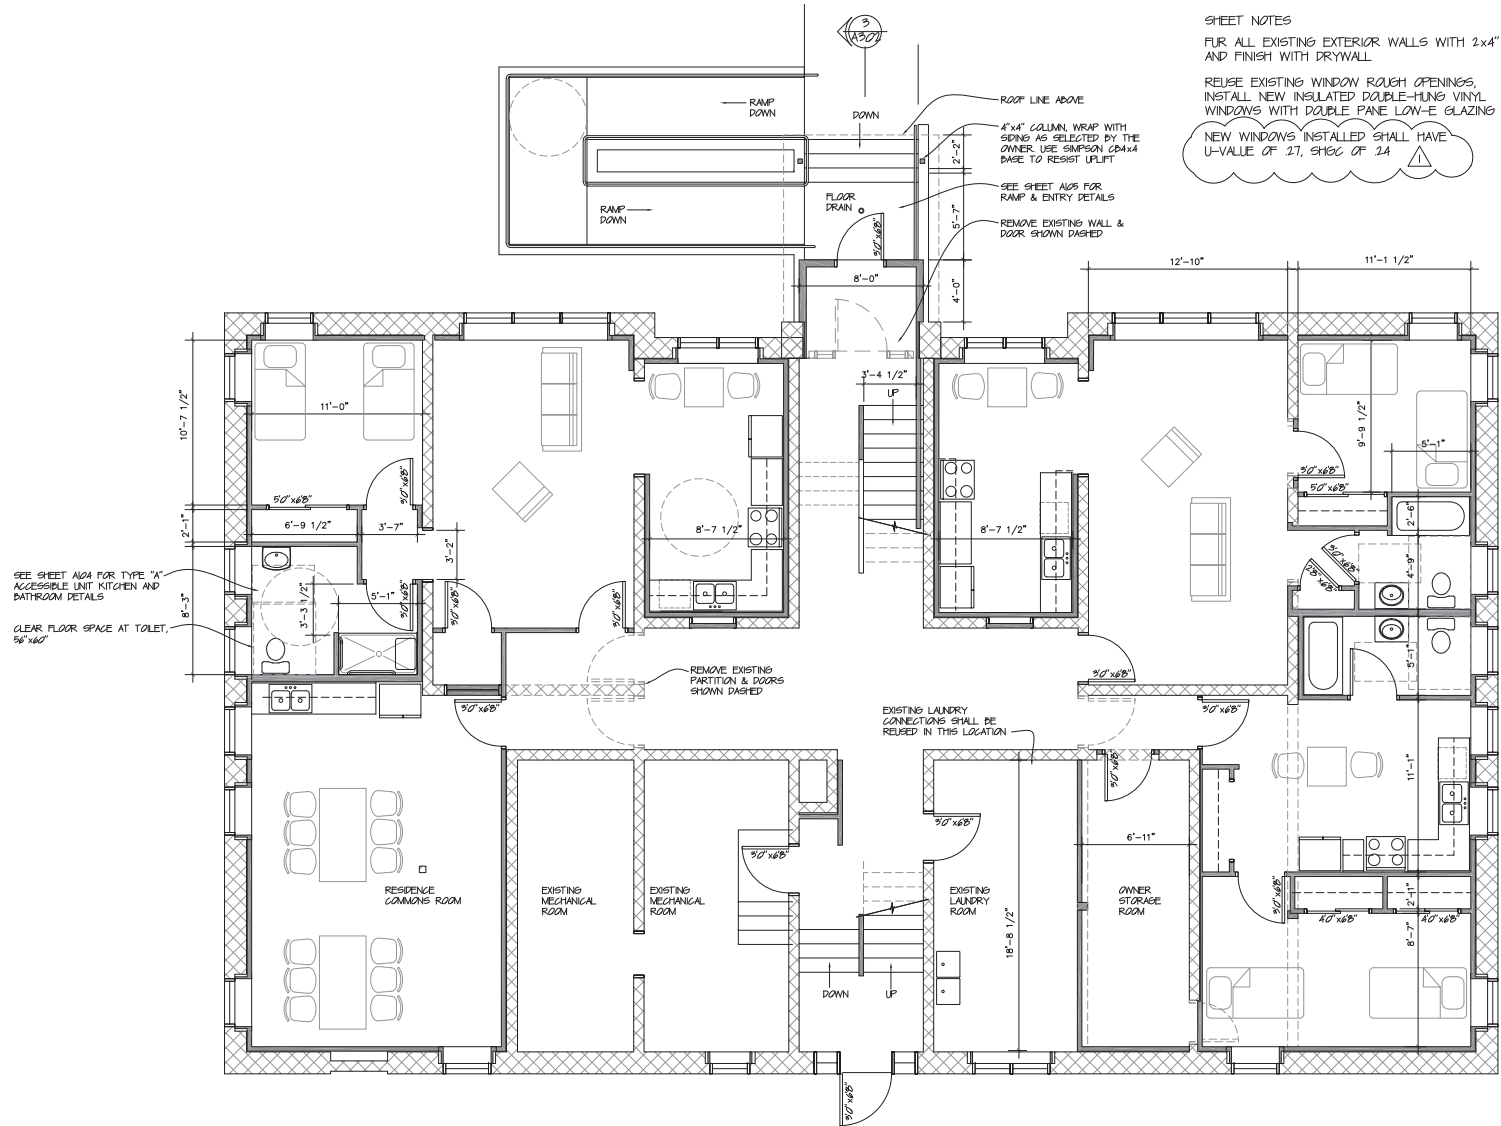 3
A302
SHEET NOTES
FUR ALL EXISTING EXTERIOR WALLS WITH 2x4"
AND FINISH WITH DRYWALL
REUSE EXISTING WINDOW ROUGH OPENINGS,
INSTALL NEW INSULATED DOUBLE-HUNG VINYL
WINDOWS WITH DOUBLE PANE LOW-E GLAZING
NEW WINDOWS INSTALLED SHALL HAVE
U-VALUE OF .27, SHGC OF .24
1
RAMP
DOWN
DOWN
ROOF LINE ABOVE
4"x4" COLUMN, WRAP WITH
SIDING AS SELECTED BY THE
OWNER. USE SIMPSON CB4x4
BASE TO RESIST UPLIFT
2'-2"
SEE SHEET A105 FOR
RAMP & ENTRY DETAILS
FLOOR
DRAIN
RAMP
DOWN
5'-7"
REMOVE EXISTING WALL &
DOOR SHOWN DASHED
3'0"x6'8"
8'-0"
4'-0"
12'-10"
11'-1 1/2"
3'-4 1/2"
UP
10'-7 1/2"
11'-0"
9'-9 1/2"
5'-1"
3'0"x6'8"
5'0"x6'8"
3'0"x6'8"
5'0"x6'8"
2'-1"
6'-9 1/2"
3'-7"
3'-2"
8'-7 1/2"
8'-7 1/2"
2'-6"
4'-9"
3'0"x6'8"
2'8"x6'8"
SEE SHEET A104 FOR TYPE "A"
ACCESSIBLE UNIT KITCHEN AND
BATHROOM DETAILS
8'-3"
3'-3 1/2"
5'-1"
3'0"x6'8"
3'0"x6'8"
3'0"x6'8"
CLEAR FLOOR SPACE AT TOILET,
56"x60"
5'-1"
REMOVE EXISTING
PARTITION & DOORS
SHOWN DASHED
3'0"x6'8"
3'0"x6'8"
3'0"x6'8"
EXISTING LAUNDRY
CONNECTIONS SHALL BE
REUSED IN THIS LOCATION
3'0"x6'8"
11'-1"
3'0"x6'8"
6'-11"
3'0"x6'8"
RESIDENCE
COMMONS ROOM
EXISTING
MECHANICAL
ROOM
EXISTING
MECHANICAL
ROOM
EXISTING
LAUNDRY
ROOM
OWNER
STORAGE
ROOM
3'0"x6'8"
2'-1"
4'0"x6'8"
4'0"x6'8"
18'-8 1/2"
8'-7"
DOWN
UP
3'0"x6'8"